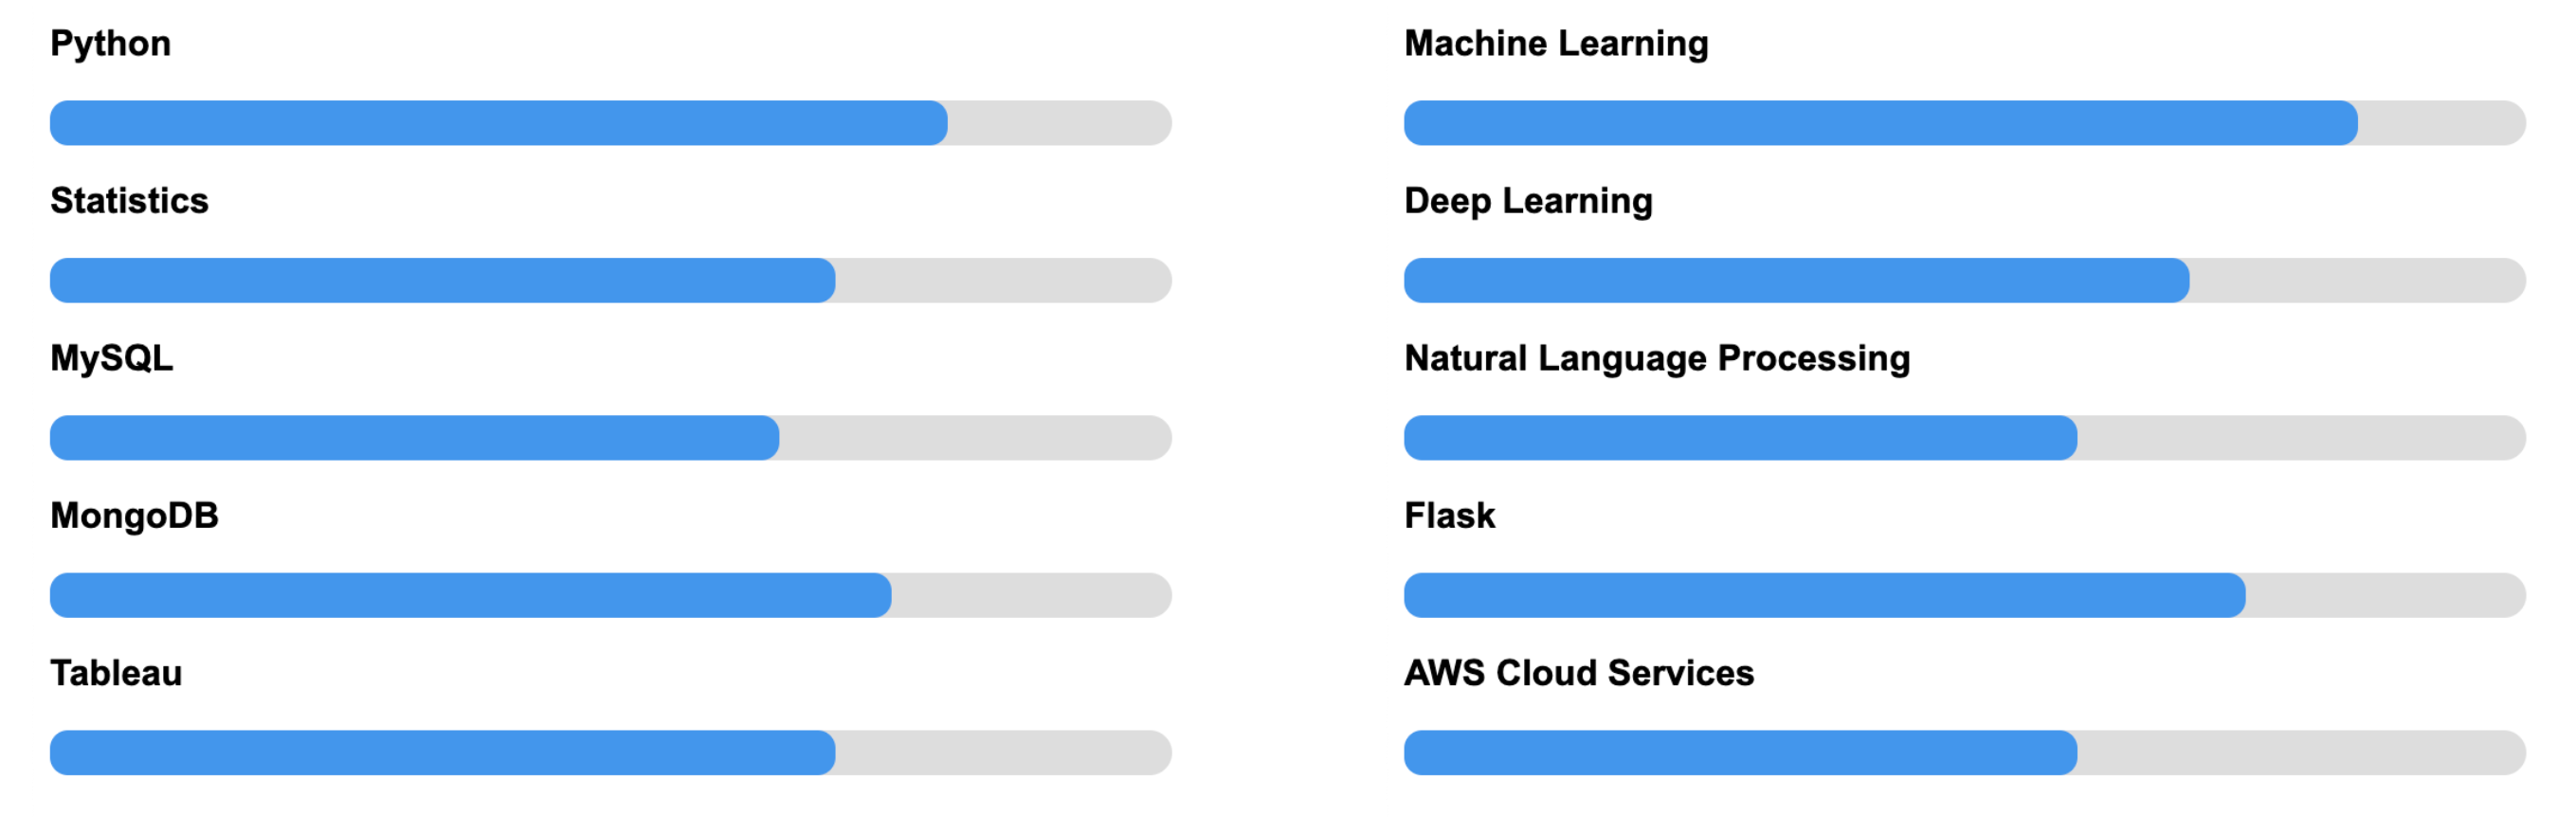 Python
Statistics
MySQL
MongoDB
Tableau
Machine Learning
Deep Learning
Natural Language Processing
Flask
AWS Cloud Services